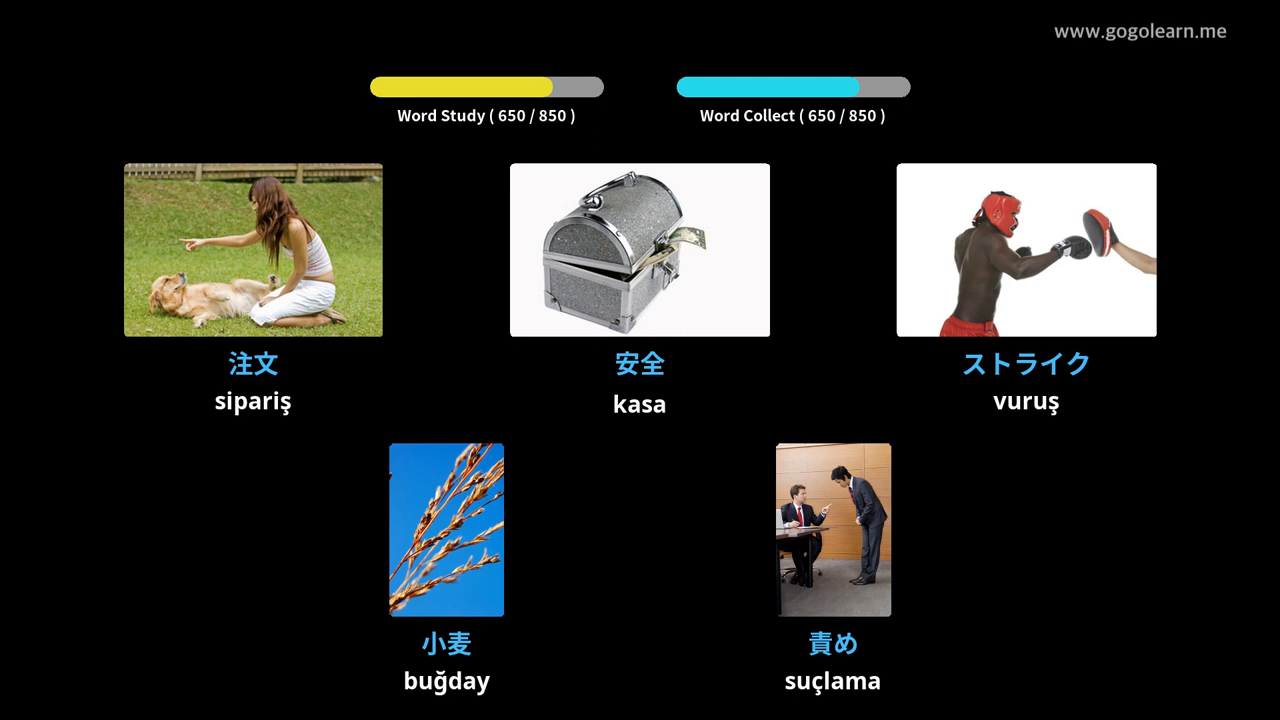 www.gogolearn.me
Word Study ( 650 / 850 )
Word Collect ( 650 / 850 )
注文
sipariş
安全
kasa
ストライク
vuruş
小麦
buğday
責め
suçlama